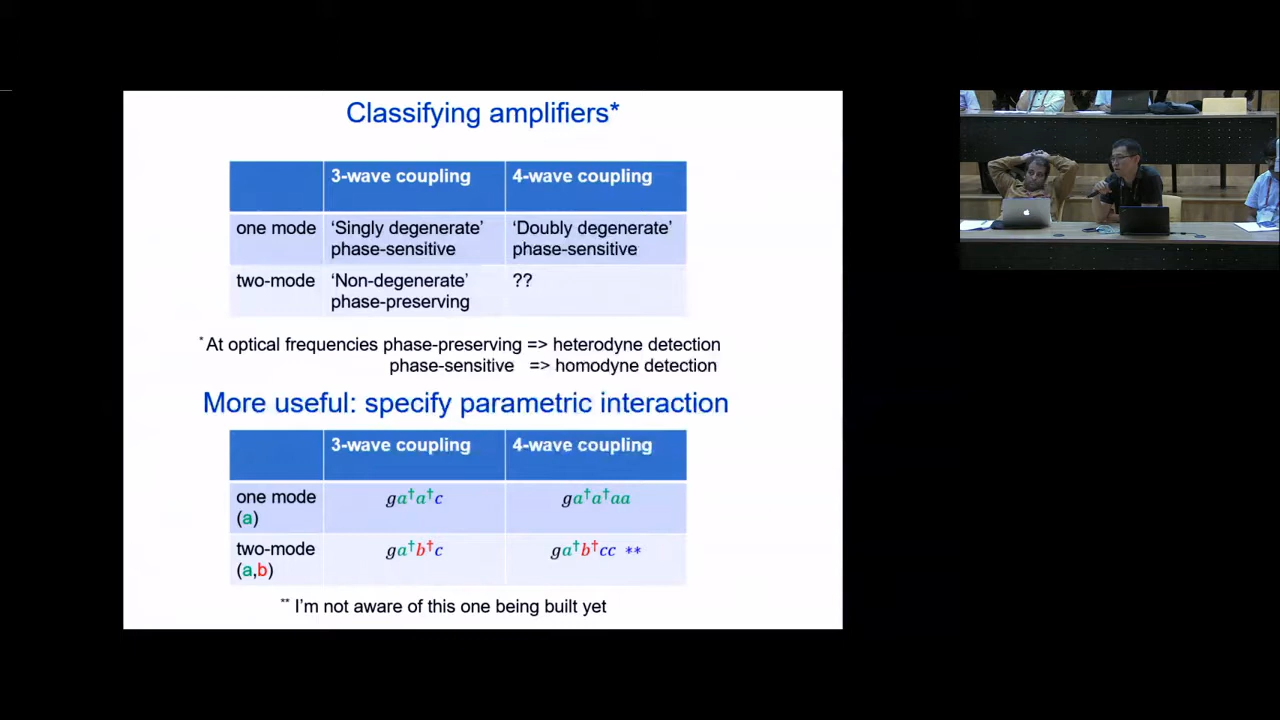 Classifying amplifiers*
3-wave coupling 4-wave coupling
one mode ‘Singly degenerate’ ‘Doubly degenerate’
phase-sensitive phase-sensitive
two-mode ‘Non-degenerate’ ??
phase-preserving
*At optical frequencies phase-preserving => heterodyne detection
phase-sensitive => homodyne detection
More useful: specify parametric interaction
3-wave coupling 4-wave coupling
one mode ga†a†c ga†a†aa
(a)
two-mode ga†b†c ga†b†cc **
(a,b)
** I’m not aware of this one being built yet